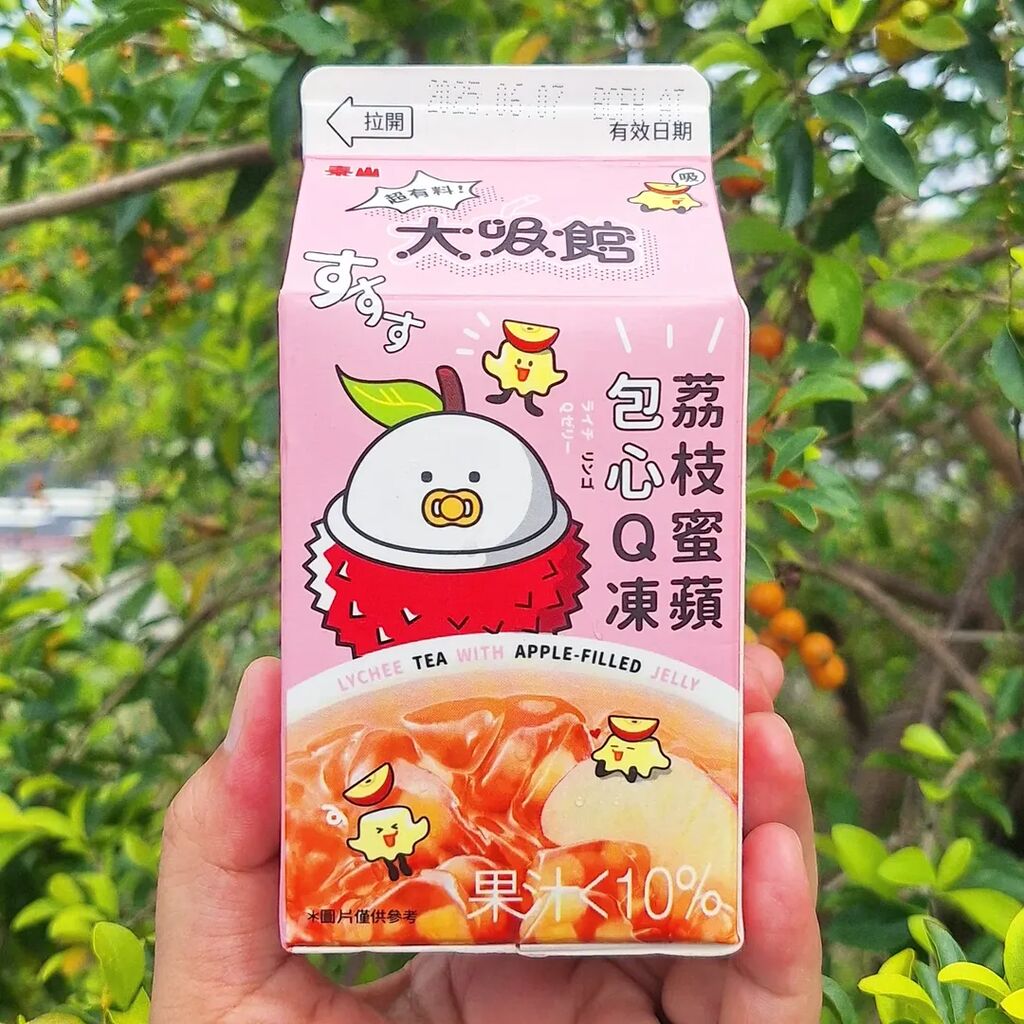 拉開
2025.06.07
有效日期
泰山
超有料!
吸
大吸館
すすす
荔枝蜜蘋
包心Q凍
ライチ リンゴ
Qゼリー
LYCHEE TEA WITH APPLE-FILLED JELLY
果汁<10%
*圖片僅供參考